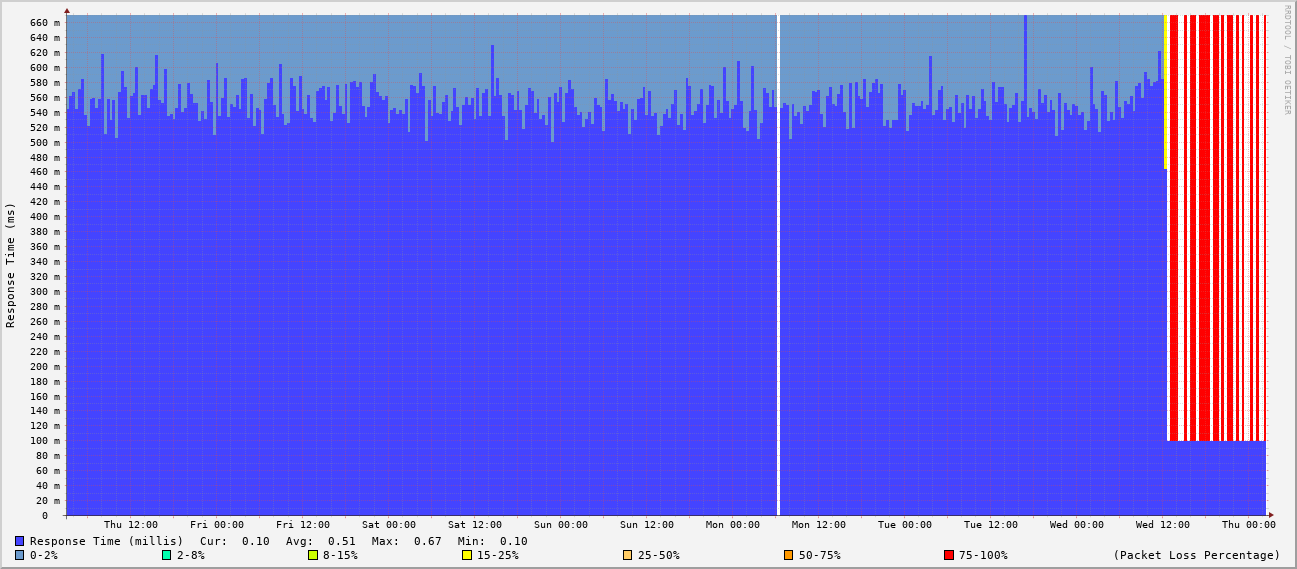 RRDTOOL / TOBI OETIKER
Response Time (ms)
660 m
640 m
620 m
600 m
580 m
560 m
540 m
520 m
500 m
480 m
460 m
440 m
420 m
400 m
380 m
360 m
340 m
320 m
300 m
280 m
260 m
240 m
220 m
200 m
180 m
160 m
140 m
120 m
100 m
80 m
60 m
40 m
20 m
0
Thu 12:00 Fri 00:00 Fri 12:00 Sat 00:00 Sat 12:00 Sun 00:00 Sun 12:00 Mon 00:00 Mon 12:00 Tue 00:00 Tue 12:00 Wed 00:00 Wed 12:00 Thu 00:00
Response Time (millis) Cur: 0.10 Avg: 0.51 Max: 0.67 Min: 0.10
0-2% 2-8% 8-15% 15-25% 25-50% 50-75% 75-100% (Packet Loss Percentage)